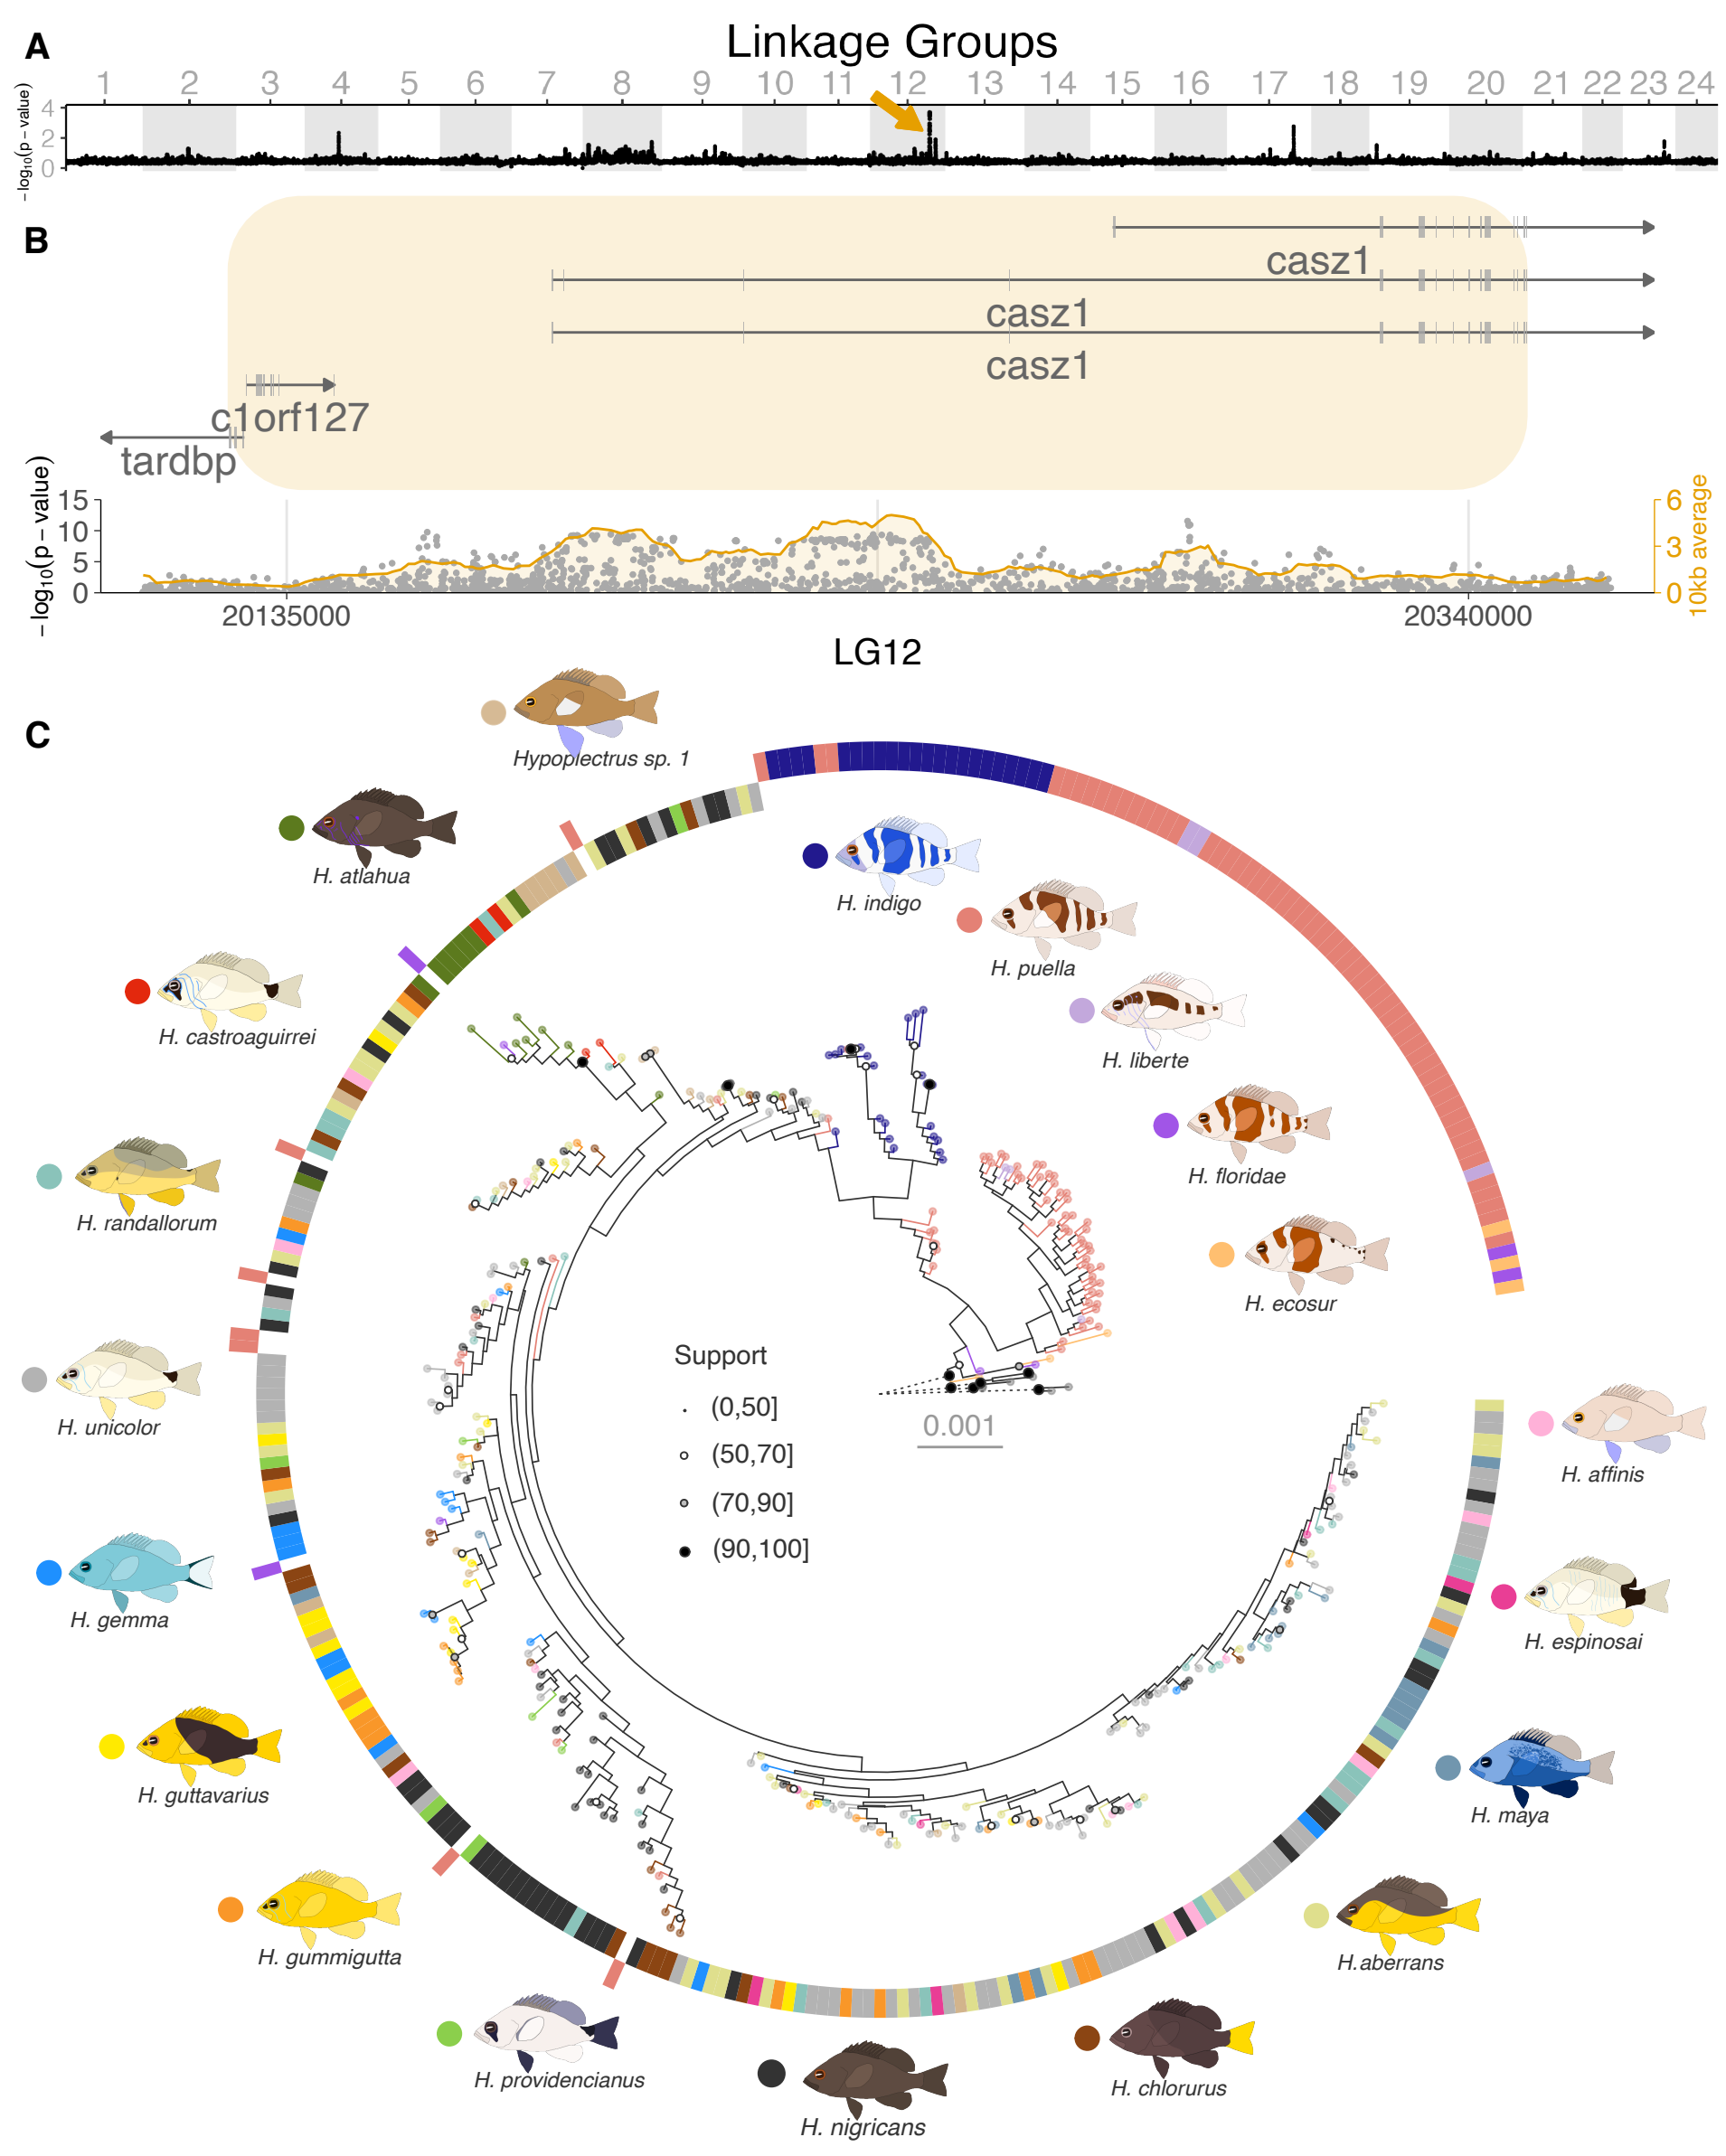 A
Linkage Groups
1 2 3 4 5 6 7 8 9 10 11 12 13 14 15 16 17 18 19 20 21 22 23 24
−log10(p − value)
4
2
0
B
casz1
casz1
casz1
c1orf127
tardbp
−log10(p − value)
15
10
5
0
6
3
0
10kb average
20135000
20340000
LG12
C
Hypoplectrus sp. 1
H. atlahua
H. indigo
H. puella
H. castroaguirrei
H. liberte
H. floridae
H. randallorum
H. ecosur
Support
(0,50]
(50,70]
(70,90]
(90,100]
0.001
H. unicolor
H. affinis
H. gemma
H. espinosai
H. guttavarius
H. maya
H. gummigutta
H.aberrans
H. providencianus
H. chlorurus
H. nigricans